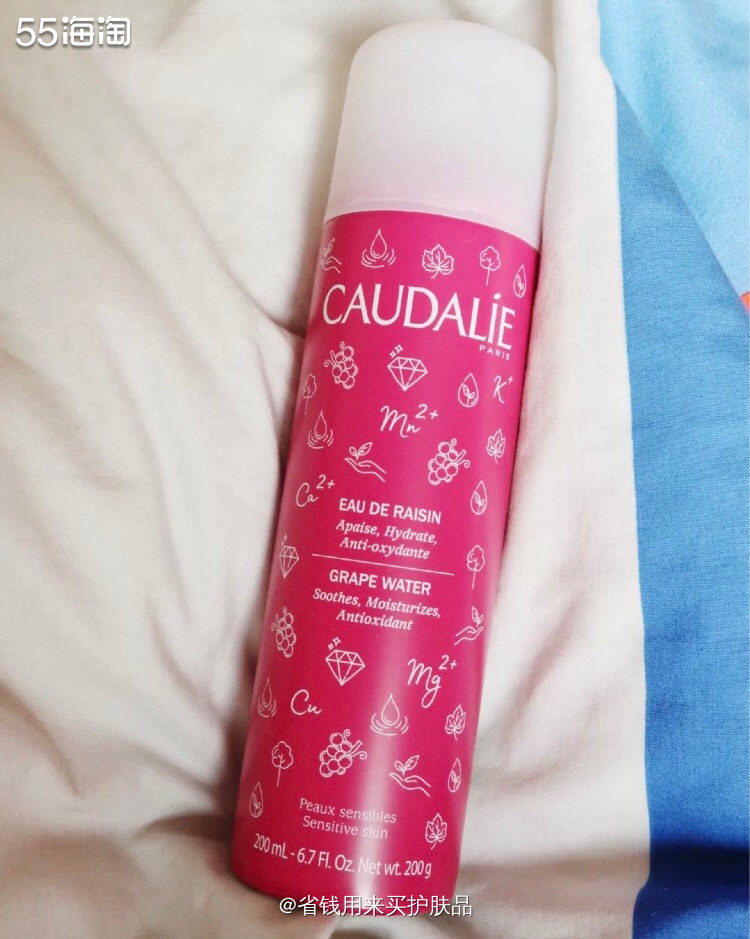 55海淘
CAUDALÍE
PARIS
K+
Mn2+
Ca2+
EAU DE RAISIN
Apaise, Hydrate,
Anti-oxydante
GRAPE WATER
Soothes, Moisturizes,
Antioxidant
Mg2+
Cu
Peaux sensibles
Sensitive skin
200 mL - 6.7 Fl. Oz. Net wt. 200 g
@省钱用来买护肤品